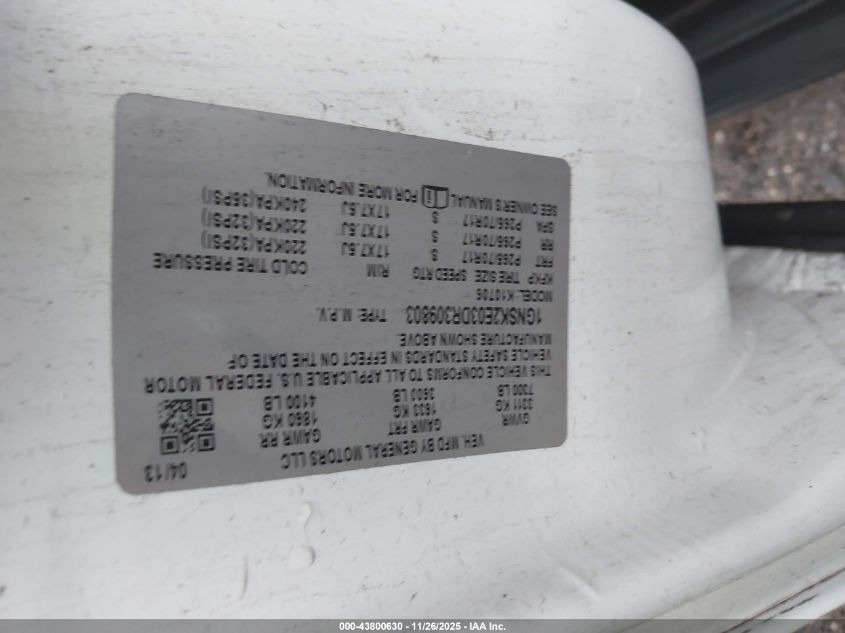 VEH. MFD BY GENERAL MOTORS LLC 04/13
GVWR GAWR FRT GAWR RR
3311 KG 1633 KG 1860 KG
7300 LB 3600 LB 4100 LB
THIS VEHICLE CONFORMS TO ALL APPLICABLE U.S. FEDERAL MOTOR
VEHICLE SAFETY STANDARDS IN EFFECT ON THE DATE OF
MANUFACTURE SHOWN ABOVE.
1GNSK2E03DR309803 TYPE: M.P.V.
MODEL: K10706
KFKP TIRE SIZE SPEED RTG RIM COLD TIRE PRESSURE
FRT P265/70R17 S 17X7.5J 220KPA(32PSI)
RR P265/70R17 S 17X7.5J 220KPA(32PSI)
SPA P265/70R17 S 17X7.5J 240KPA(35PSI)
SEE OWNER'S MANUAL FOR MORE INFORMATION.
000-43800630 - 11/26/2025 - IAA Inc.